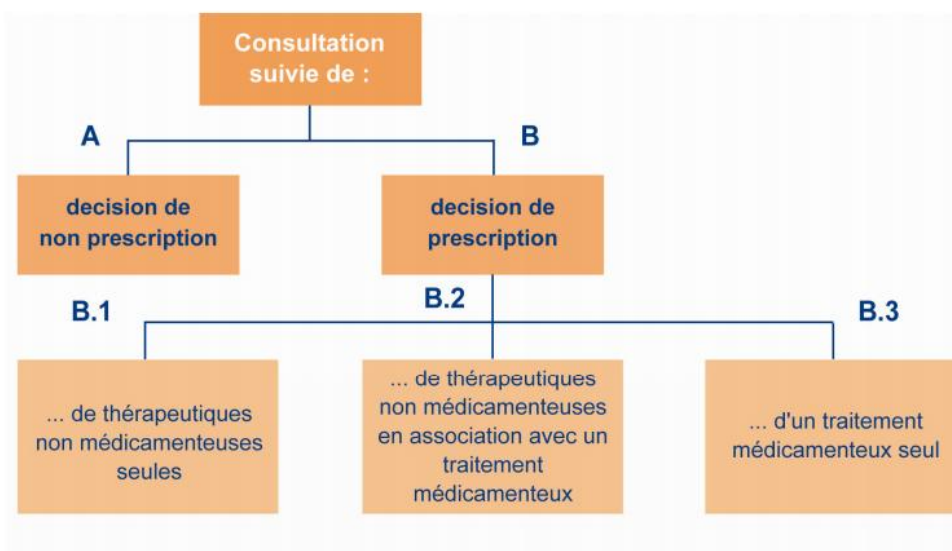 Consultation
suivie de :
A
B
decision de
non prescription
decision de
prescription
B.1
B.2
B.3
... de thérapeutiques
non médicamenteuses
seules
... de thérapeutiques
non médicamenteuses
en association avec un
traitement
médicamenteux
... d'un traitement
médicamenteux seul